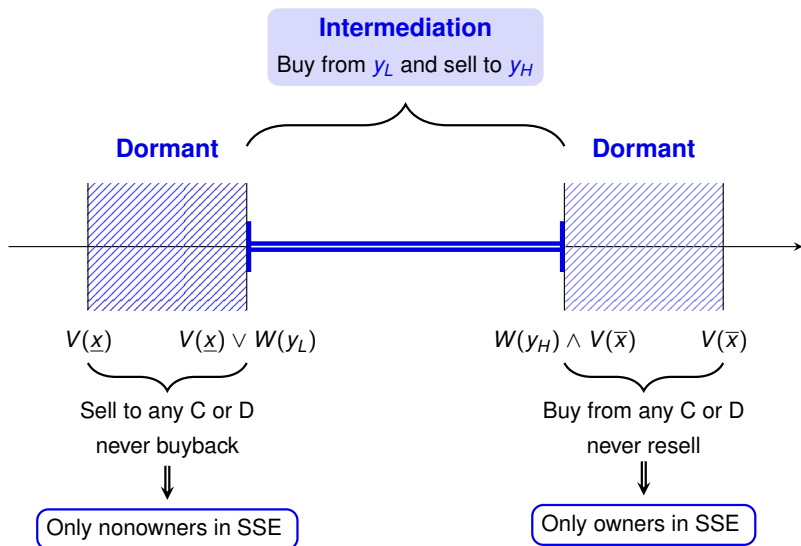 Intermediation
Buy from y_L and sell to y_H
Dormant
Dormant
V(x̲)
V(x̲) ∨ W(y_L)
W(y_H) ∧ V(x̅)
V(x̅)
Sell to any C or D
never buyback
Buy from any C or D
never resell
Only nonowners in SSE
Only owners in SSE